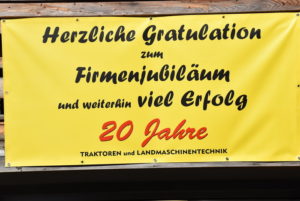 Herzliche Gratulation
zum
Firmenjubiläum
und weiterhin viel Erfolg
20 Jahre
TRAKTOREN und LANDMASCHINENTECHNIK